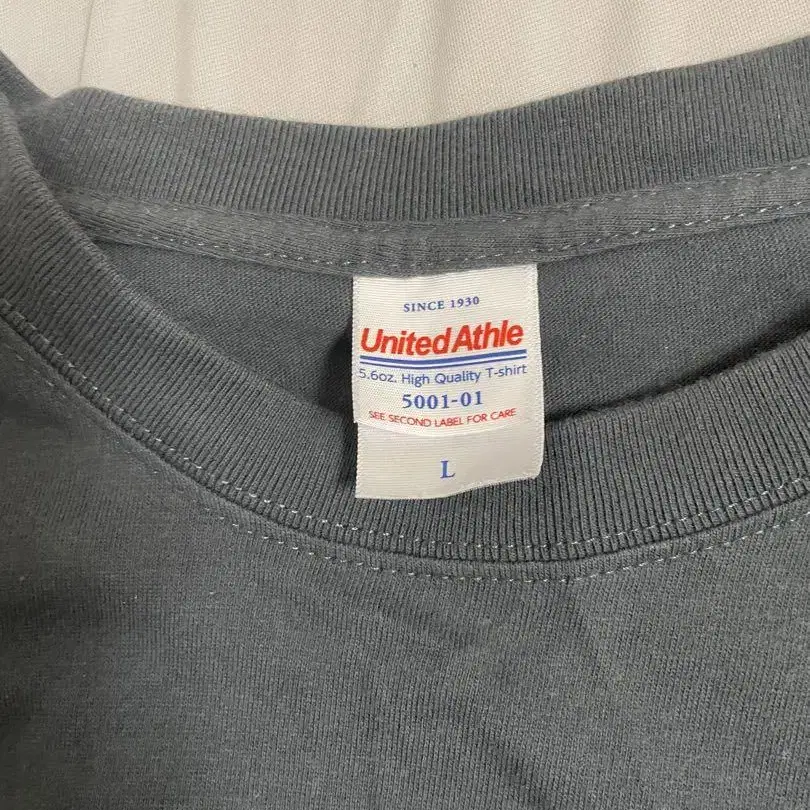 SINCE 1930
United Athle
5.6oz. High Quality T-shirt
5001-01
SEE SECOND LABEL FOR CARE
L